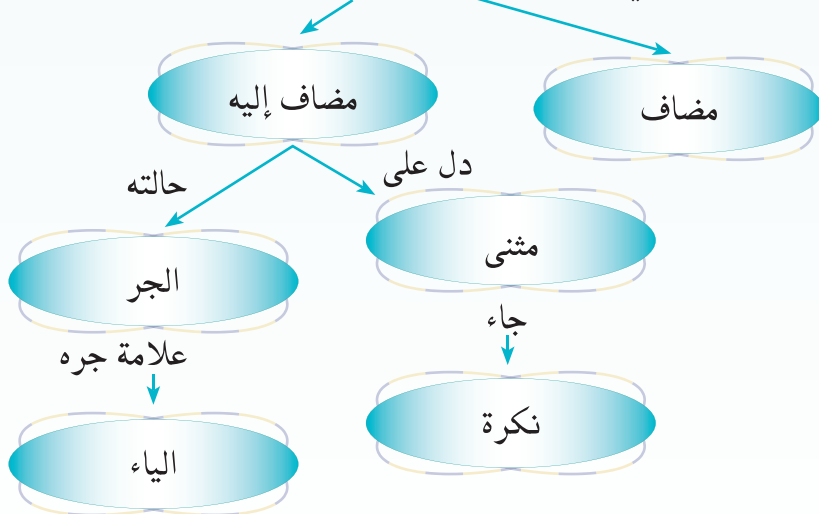 مضاف
مضاف إليه
دل على
حالته
مثنى
الجر
جاء
علامة جره
نكرة
الياء